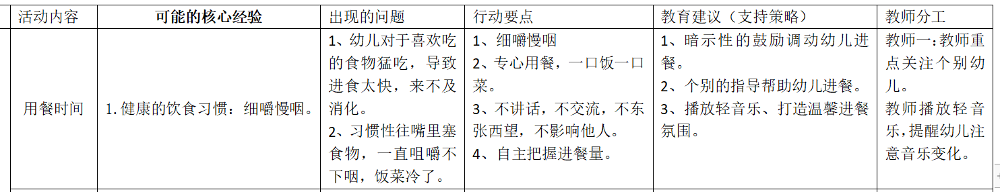 活动内容
可能的核心经验
出现的问题
行动要点
教育建议（支持策略）
教师分工
用餐时间
1.健康的饮食习惯：细嚼慢咽。
1、幼儿对于喜欢吃
的食物猛吃，导致
进食太快，来不及
消化。
2、习惯性往嘴里塞
食物，一直咀嚼不
下咽，饭菜冷了。
1、细嚼慢咽
2、专心用餐，一口饭一口
菜。
3、不讲话，不交流，不东
张西望，不影响他人。
4、自主把握进餐量。
1、暗示性的鼓励调动幼儿进
餐。
2、个别的指导帮助幼儿进餐。
3、播放轻音乐、打造温馨进餐
氛围。
教师一：教师重
点关注个别幼
儿。
教师播放轻音
乐，提醒幼儿注
意音乐变化。